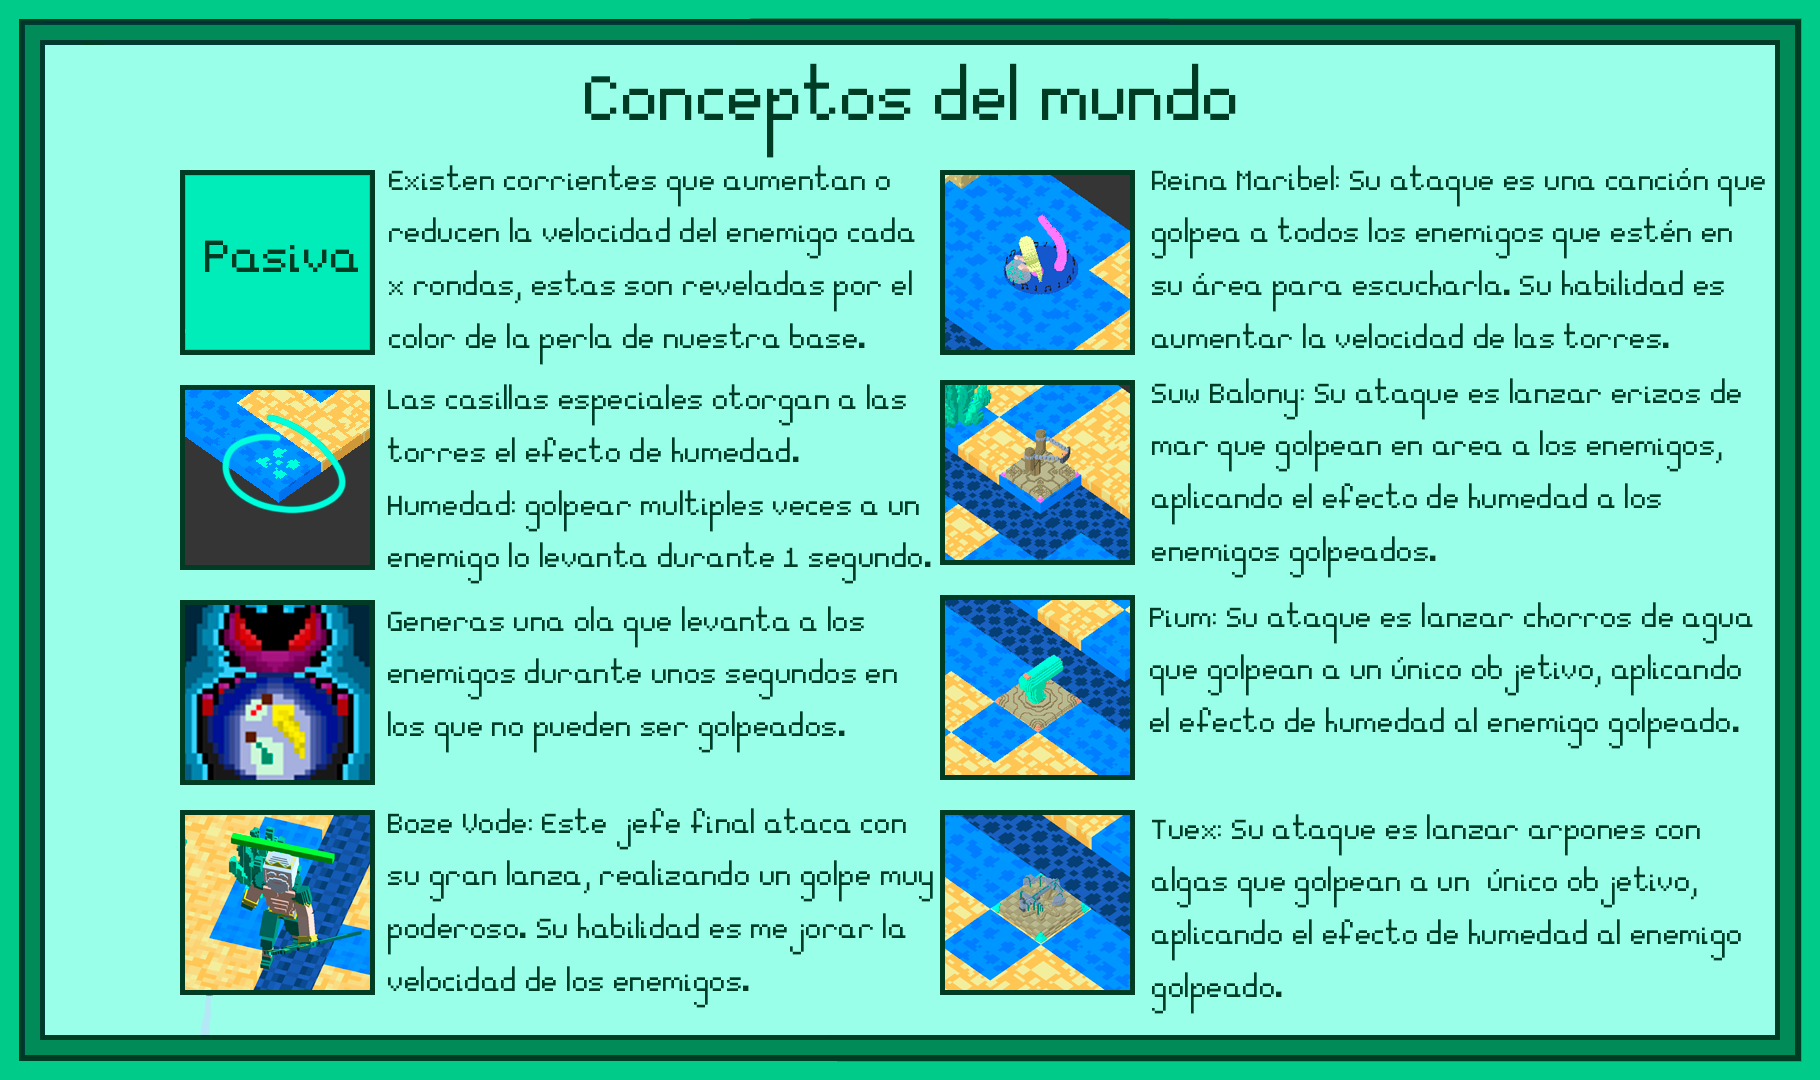 Conceptos del mundo
Pasiva
Existen corrientes que aumentan o
reducen la velocidad del enemigo cada
x rondas, estas son reveladas por el
color de la perla de nuestra base.
Las casillas especiales otorgan a las
torres el efecto de humedad.
Humedad: golpear multiples veces a un
enemigo lo levanta durante 1 segundo.
Generas una ola que levanta a los
enemigos durante unos segundos en
los que no pueden ser golpeados.
Boze Vode: Este jefe final ataca con
su gran lanza, realizando un golpe muy
poderoso. Su habilidad es mejorar la
velocidad de los enemigos.
Reina Maribel: Su ataque es una canción que
golpea a todos los enemigos que estén en
su área para escucharla. Su habilidad es
aumentar la velocidad de las torres.
Suw Balony: Su ataque es lanzar erizos de
mar que golpean en area a los enemigos,
aplicando el efecto de humedad a los
enemigos golpeados.
Pium: Su ataque es lanzar chorros de agua
que golpean a un único objetivo, aplicando
el efecto de humedad al enemigo golpeado.
Tuex: Su ataque es lanzar arpones con
algas que golpean a un único objetivo,
aplicando el efecto de humedad al enemigo
golpeado.